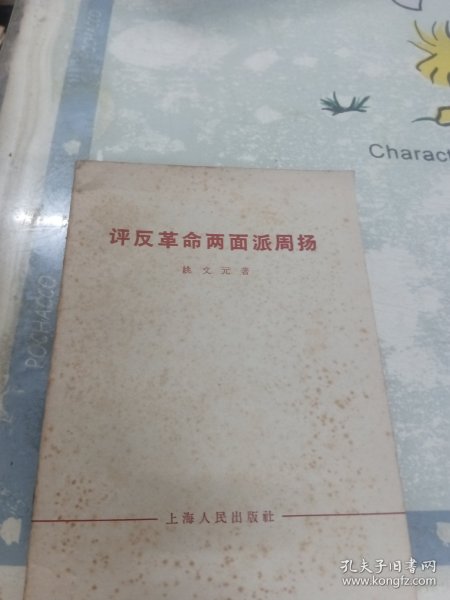 Charact
POCHACCO
评反革命两面派周扬
姚文元著
上海人民出版社
孔夫子旧书网
www.kongfz.com